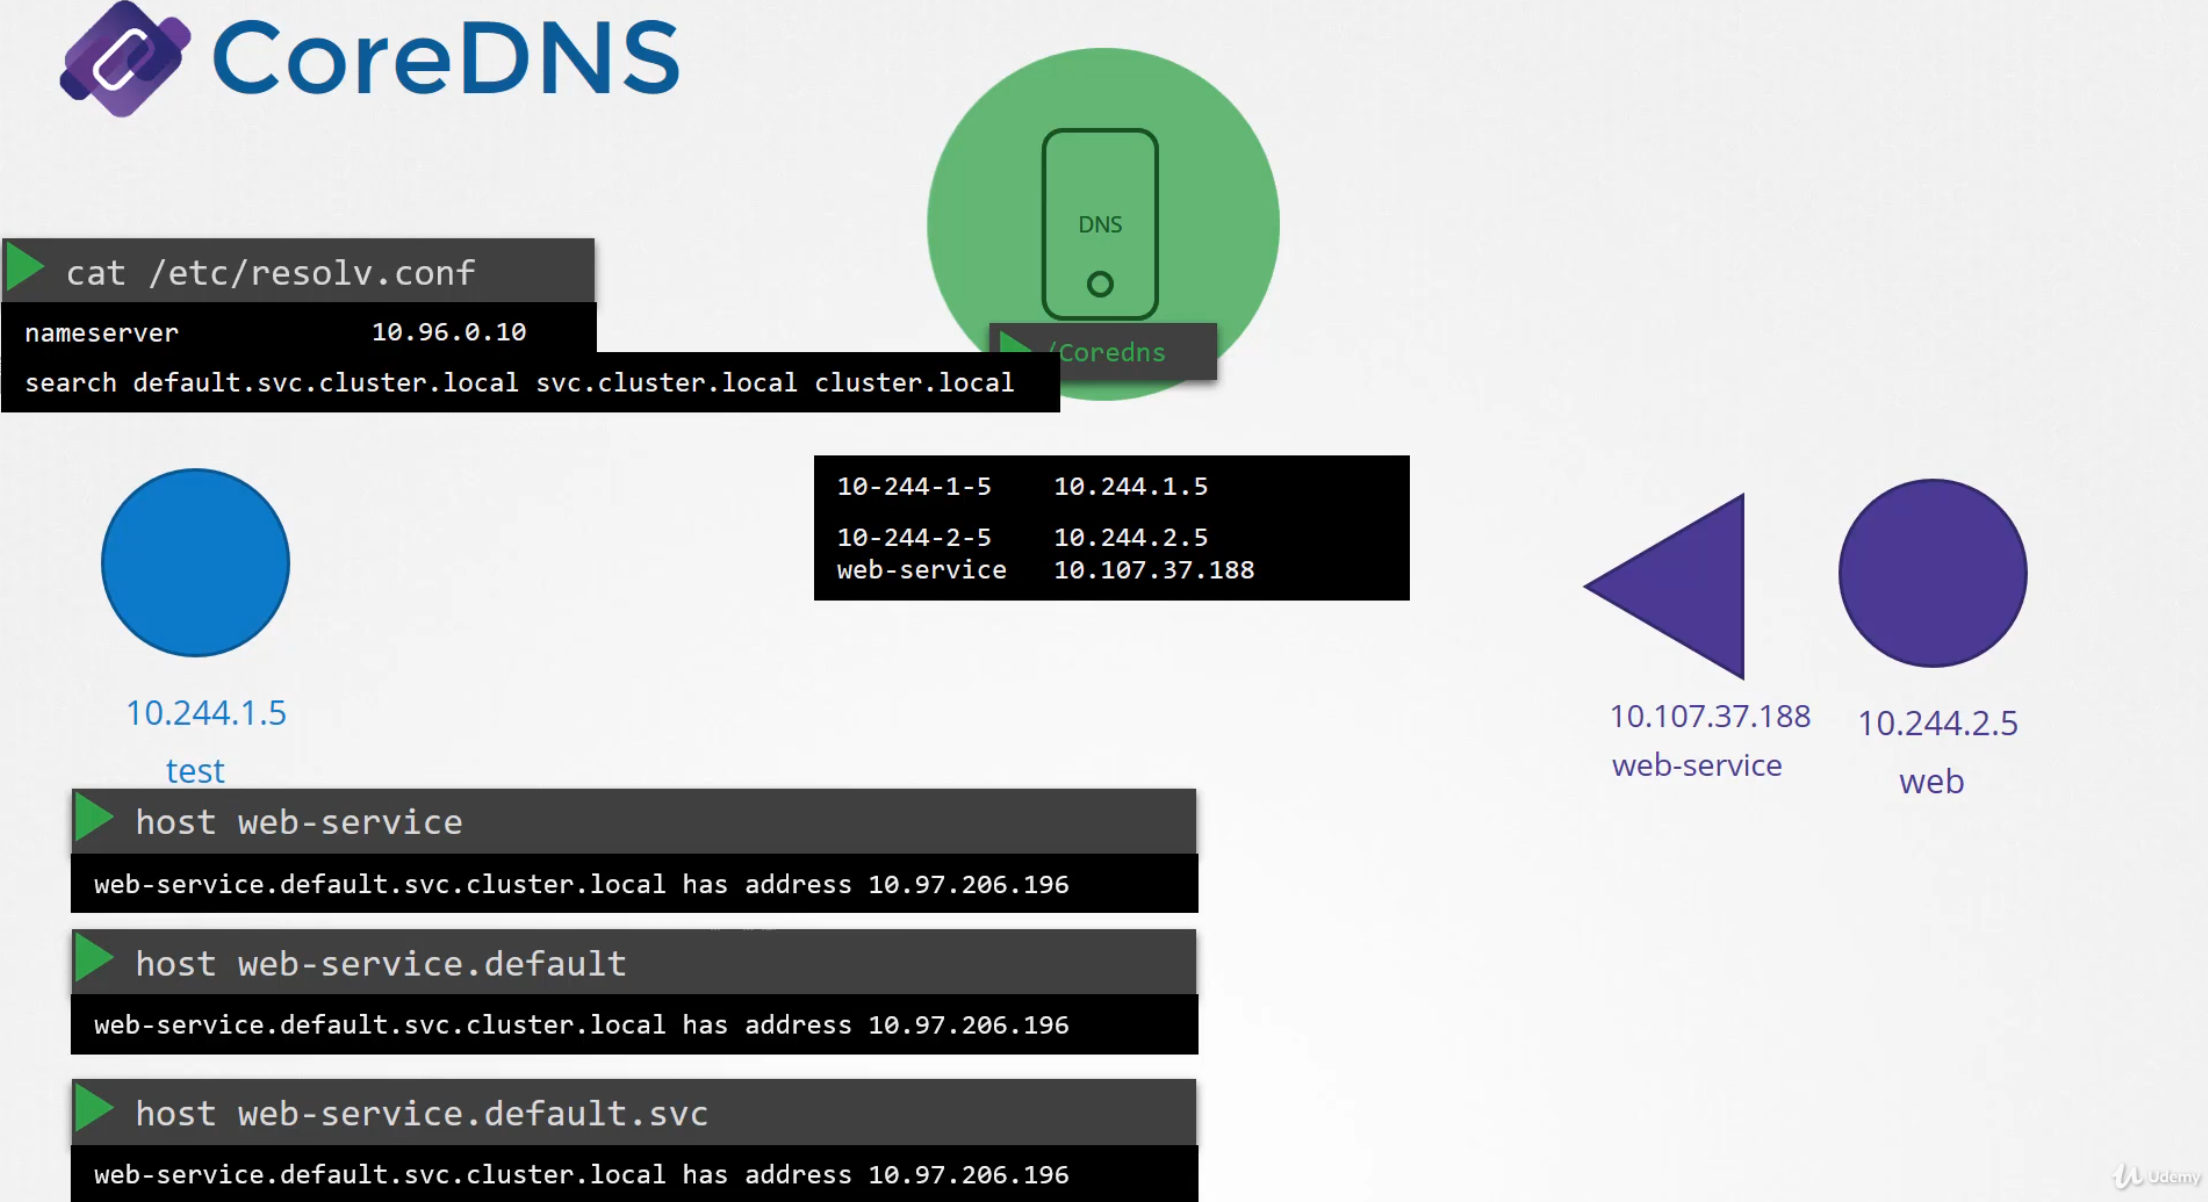 CoreDNS
DNS
cat /etc/resolv.conf
nameserver 10.96.0.10
/Coredns
search default.svc.cluster.local svc.cluster.local cluster.local
10-244-1-5 10.244.1.5
10-244-2-5 10.244.2.5
web-service 10.107.37.188
10.244.1.5
test
10.107.37.188
web-service
10.244.2.5
web
host web-service
web-service.default.svc.cluster.local has address 10.97.206.196
host web-service.default
web-service.default.svc.cluster.local has address 10.97.206.196
host web-service.default.svc
web-service.default.svc.cluster.local has address 10.97.206.196
Udemy